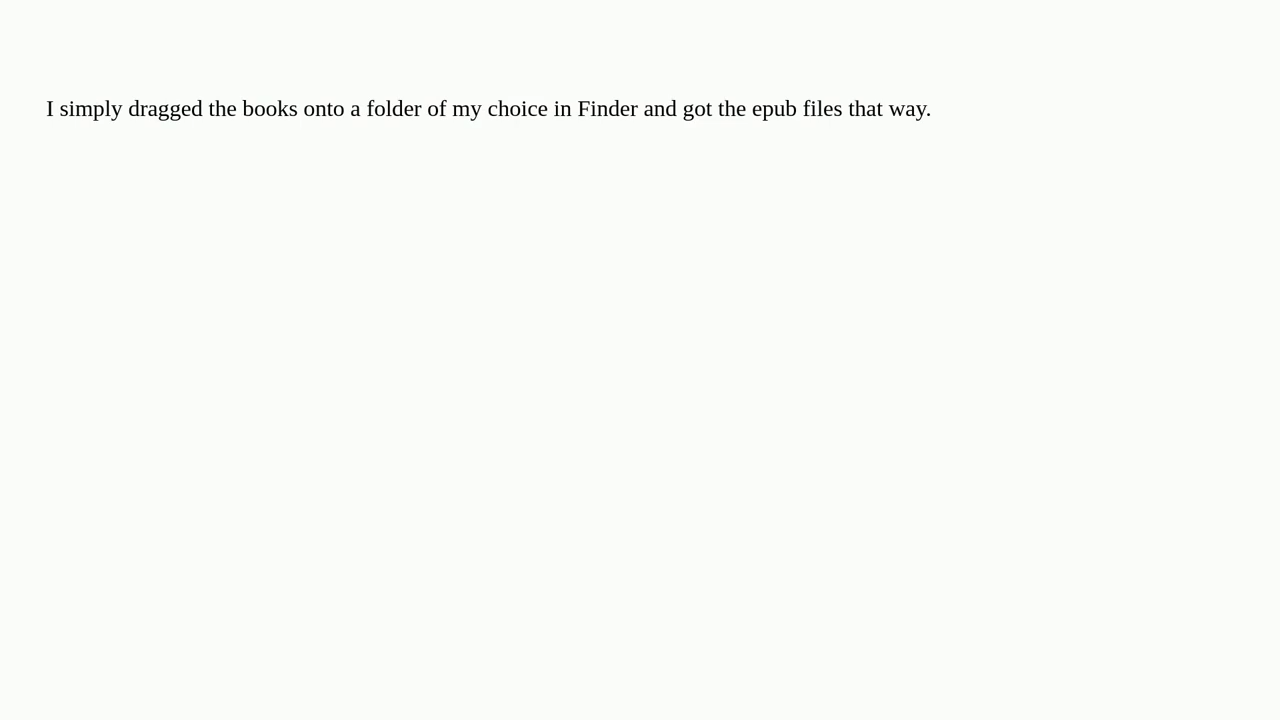 I simply dragged the books onto a folder of my choice in Finder and got the epub files that way.